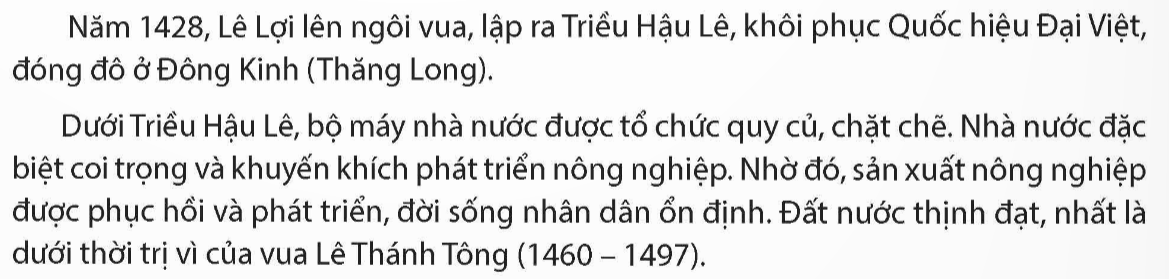 Năm 1428, Lê Lợi lên ngôi vua, lập ra Triều Hậu Lê, khôi phục Quốc hiệu Đại Việt,
đóng đô ở Đông Kinh (Thăng Long).
Dưới Triều Hậu Lê, bộ máy nhà nước được tổ chức quy củ, chặt chẽ. Nhà nước đặc
biệt coi trọng và khuyến khích phát triển nông nghiệp. Nhờ đó, sản xuất nông nghiệp
được phục hồi và phát triển, đời sống nhân dân ổn định. Đất nước thịnh đạt, nhất là
dưới thời trị vì của vua Lê Thánh Tông (1460 – 1497).